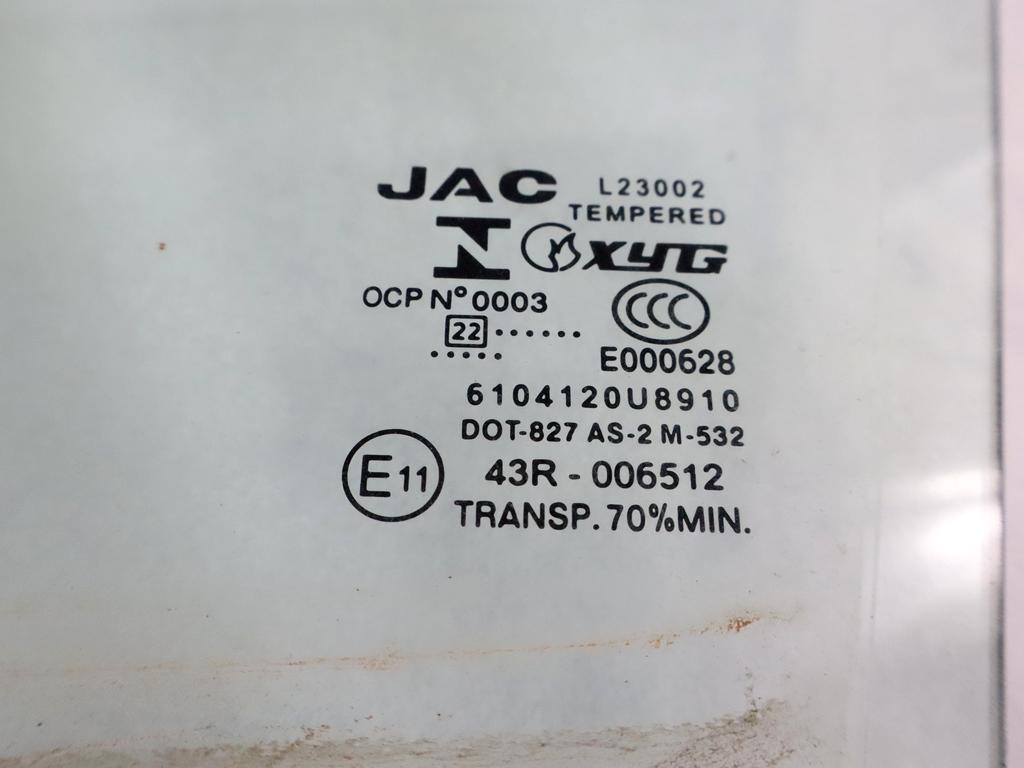 JAC L23002
TEMPERED
XYG
OCP Nº 0003
CCC
22 ......
.....
E000628
6104120U8910
DOT-827 AS-2 M-532
E11 43R - 006512
TRANSP. 70%MIN.